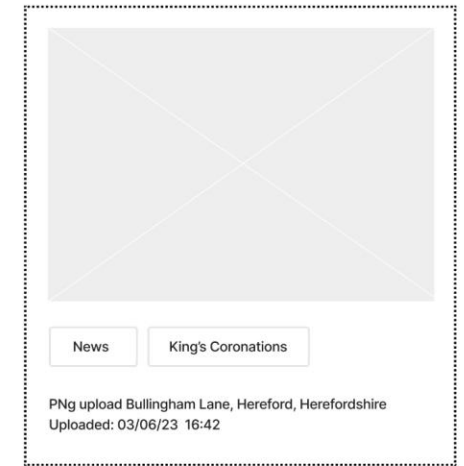 News
King's Coronations
PNg upload Bullingham Lane, Hereford, Herefordshire
Uploaded: 03/06/23 16:42